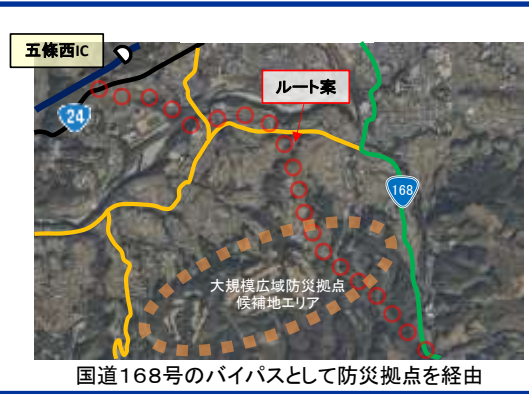 五條西IC
ルート案
24
168
大規模広域防災拠点
候補地エリア
国道168号のバイパスとして防災拠点を経由